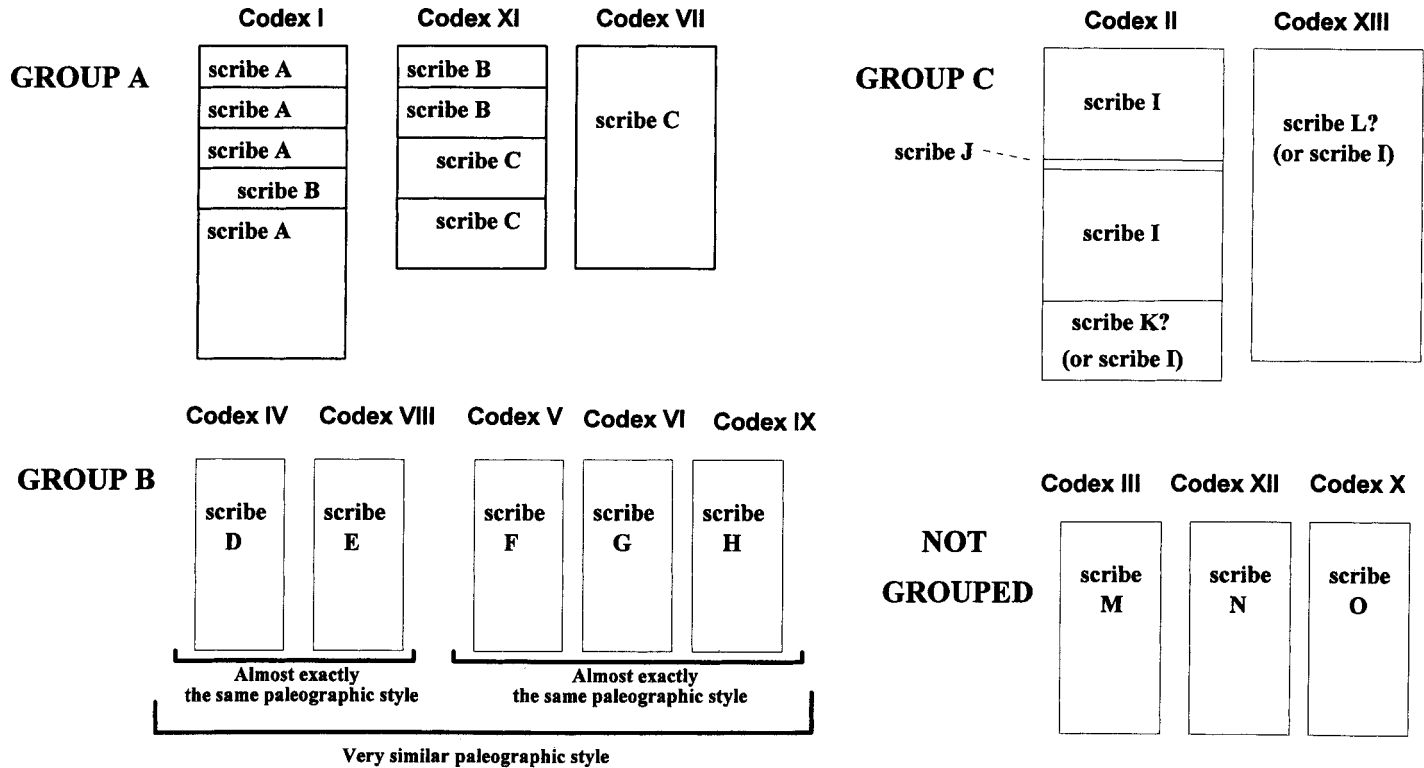 Codex I
Codex XI
Codex VII
GROUP A
scribe A
scribe A
scribe A
scribe B
scribe A
scribe B
scribe B
scribe C
scribe C
scribe C
Codex II
Codex XIII
GROUP C
scribe I
scribe J
scribe I
scribe K?
(or scribe I)
scribe L?
(or scribe I)
Codex IV
Codex VIII
Codex V
Codex VI
Codex IX
GROUP B
scribe
D
scribe
E
scribe
F
scribe
G
scribe
H
Almost exactly
the same paleographic style
Almost exactly
the same paleographic style
Very similar paleographic style
Codex III
Codex XII
Codex X
NOT
GROUPED
scribe
M
scribe
N
scribe
O